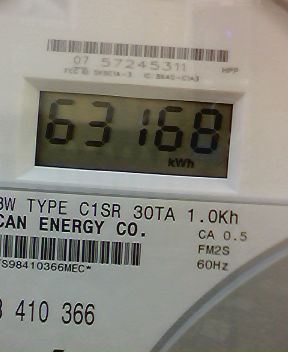 07 57245311
HPP
63168
kWh
3W TYPE C1SR 30TA 1.0Kh
CAN ENERGY CO.
CA 0.5
FM2S
60Hz
S98410366MEC*
410 366